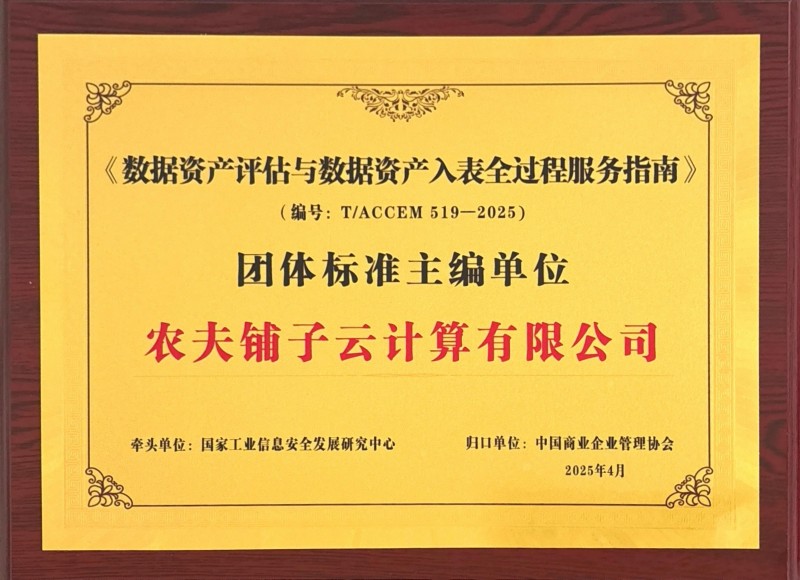 《数据资产评估与数据资产入表全过程服务指南》
（编号：T/ACCEM 519—2025）
团体标准主编单位
农夫铺子云计算有限公司
牵头单位：国家工业信息安全发展研究中心
归口单位：中国商业企业管理协会
2025年4月